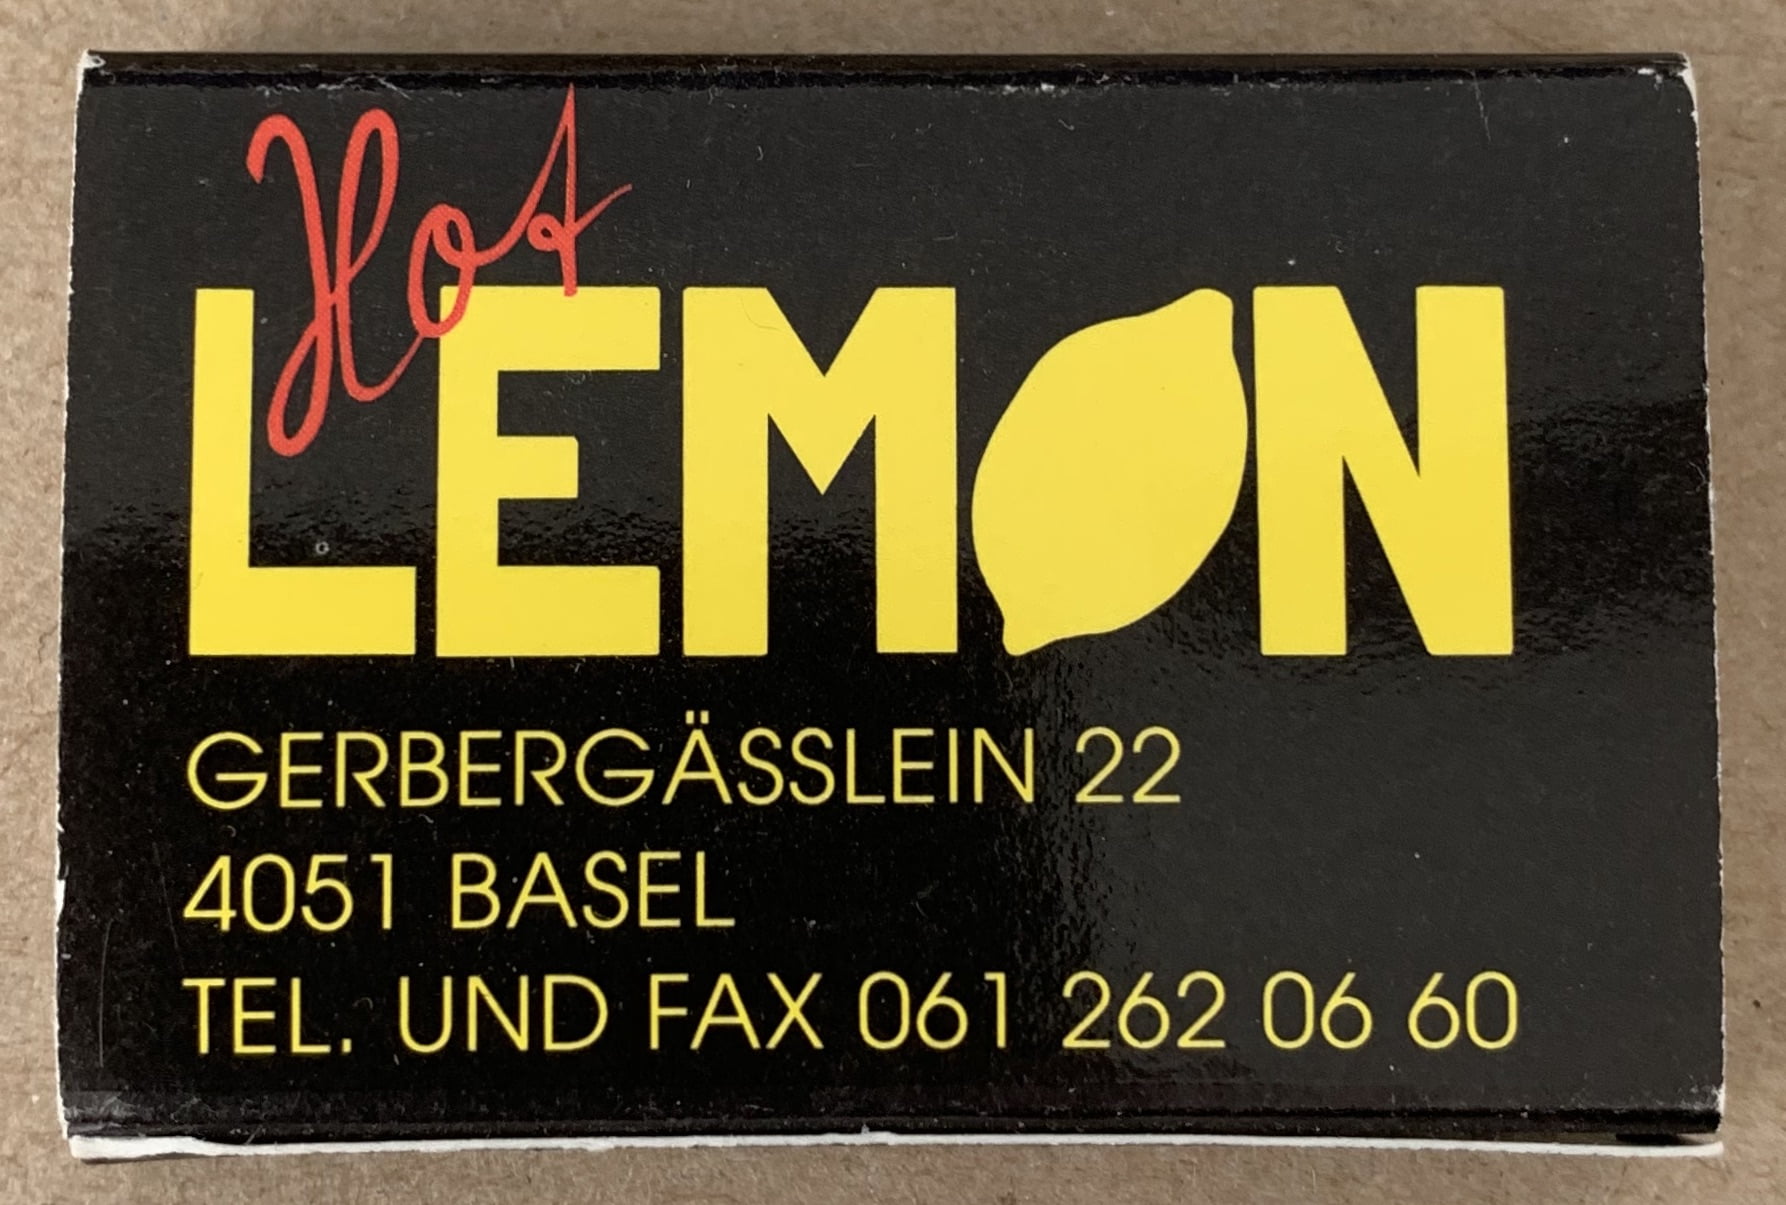 Hot
LEMON
GERBERGÄSSLEIN 22
4051 BASEL
TEL. UND FAX 061 262 06 60